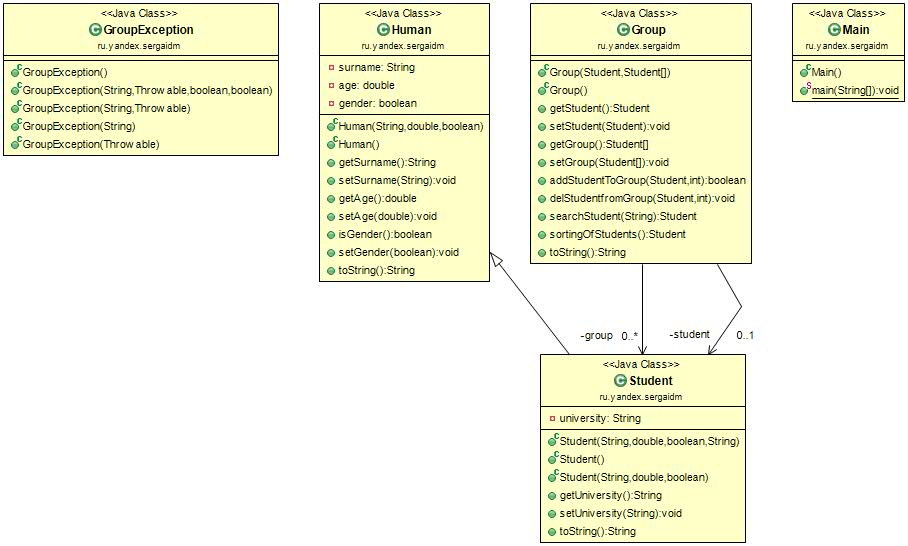 <<Java Class>>
GroupException
ru.yandex.sergaidm
GroupException()
GroupException(String,Throwable,boolean,boolean)
GroupException(String,Throwable)
GroupException(String)
GroupException(Throwable)
<<Java Class>>
Human
ru.yandex.sergaidm
surname: String
age: double
gender: boolean
Human(String,double,boolean)
Human()
getSurname():String
setSurname(String):void
getAge():double
setAge(double):void
isGender():boolean
setGender(boolean):void
toString():String
<<Java Class>>
Group
ru.yandex.sergaidm
Group(Student,Student[])
Group()
getStudent():Student
setStudent(Student):void
getGroup():Student[]
setGroup(Student[]):void
addStudentToGroup(Student,int):boolean
delStudentfromGroup(Student,int):void
searchStudent(String):Student
sortingOfStudents():Student
toString():String
<<Java Class>>
Main
ru.yandex.sergaidm
Main()
main(String[]):void
-group 0..* -student 0..1
<<Java Class>>
Student
ru.yandex.sergaidm
university: String
Student(String,double,boolean,String)
Student()
Student(String,double,boolean)
getUniversity():String
setUniversity(String):void
toString():String